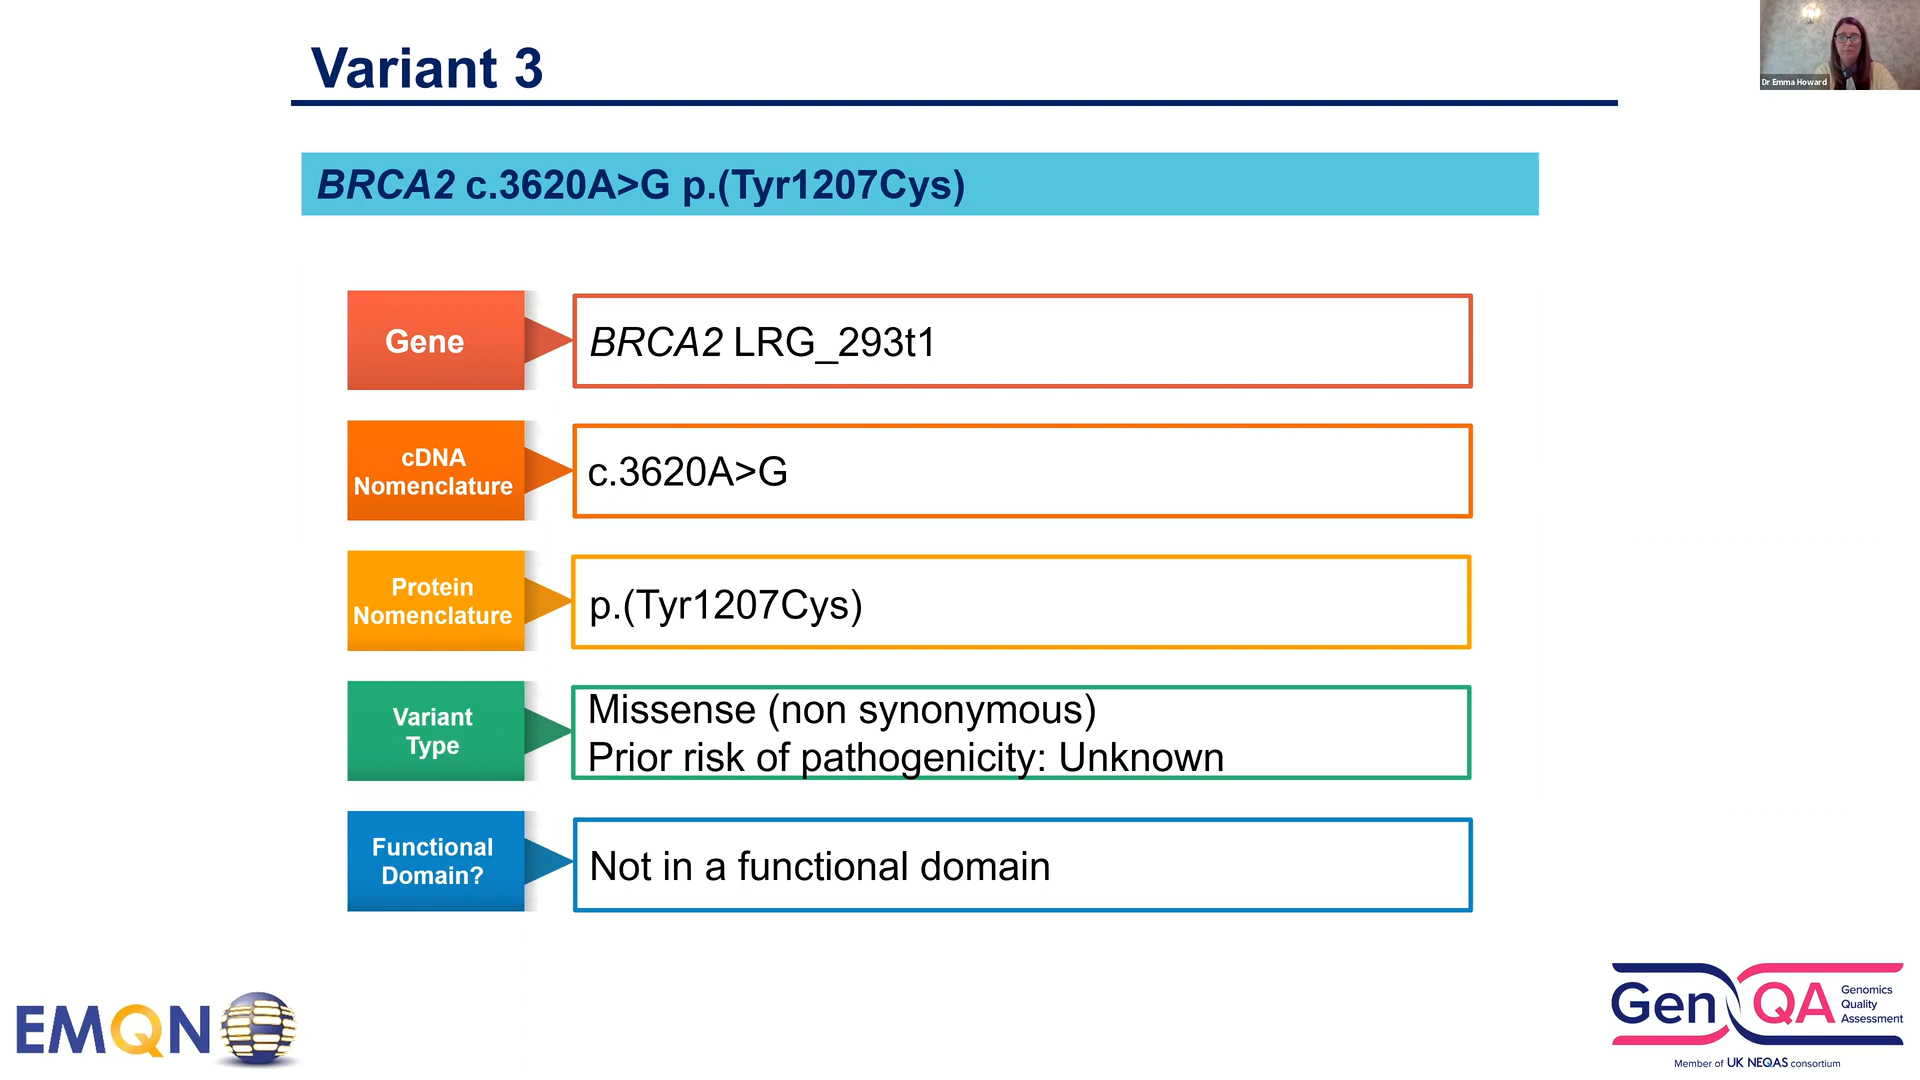 Variant 3
Dr Emma Howard
BRCA2 c.3620A>G p.(Tyr1207Cys)
Gene
BRCA2 LRG_293t1
cDNA
Nomenclature
c.3620A>G
Protein
Nomenclature
p.(Tyr1207Cys)
Variant
Type
Missense (non synonymous)
Prior risk of pathogenicity: Unknown
Functional
Domain?
Not in a functional domain
EMQN
GenQA
Genomics
Quality
Assessment
Member of UK NEQAS consortium